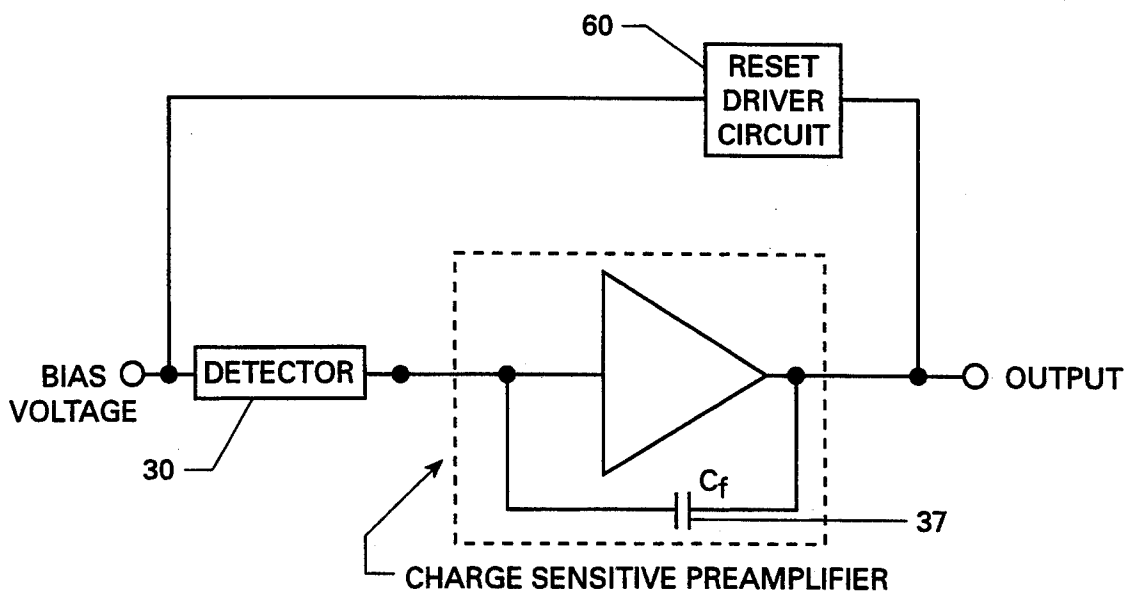 60
RESET
DRIVER
CIRCUIT
BIAS
VOLTAGE
DETECTOR
OUTPUT
30
Cf
37
CHARGE SENSITIVE PREAMPLIFIER